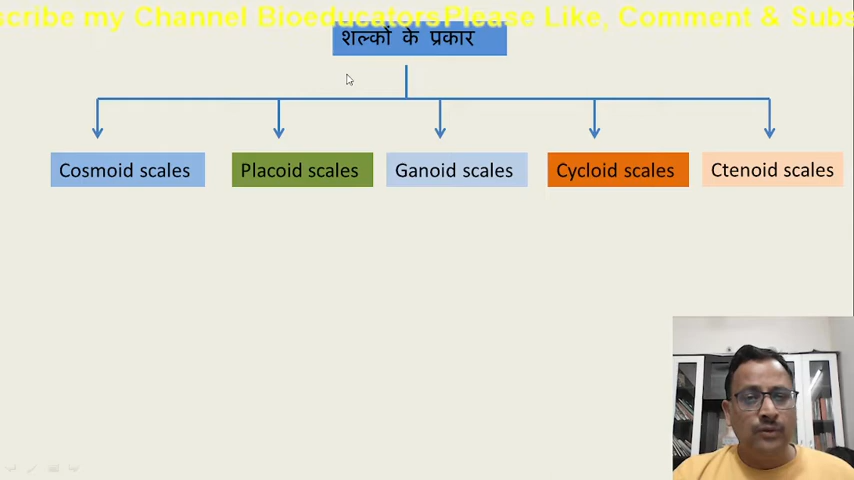 scribe my Channel BioeducatorsPlease Like, Comment & Subs
शल्कों के प्रकार
Cosmoid scales
Placoid scales
Ganoid scales
Cycloid scales
Ctenoid scales